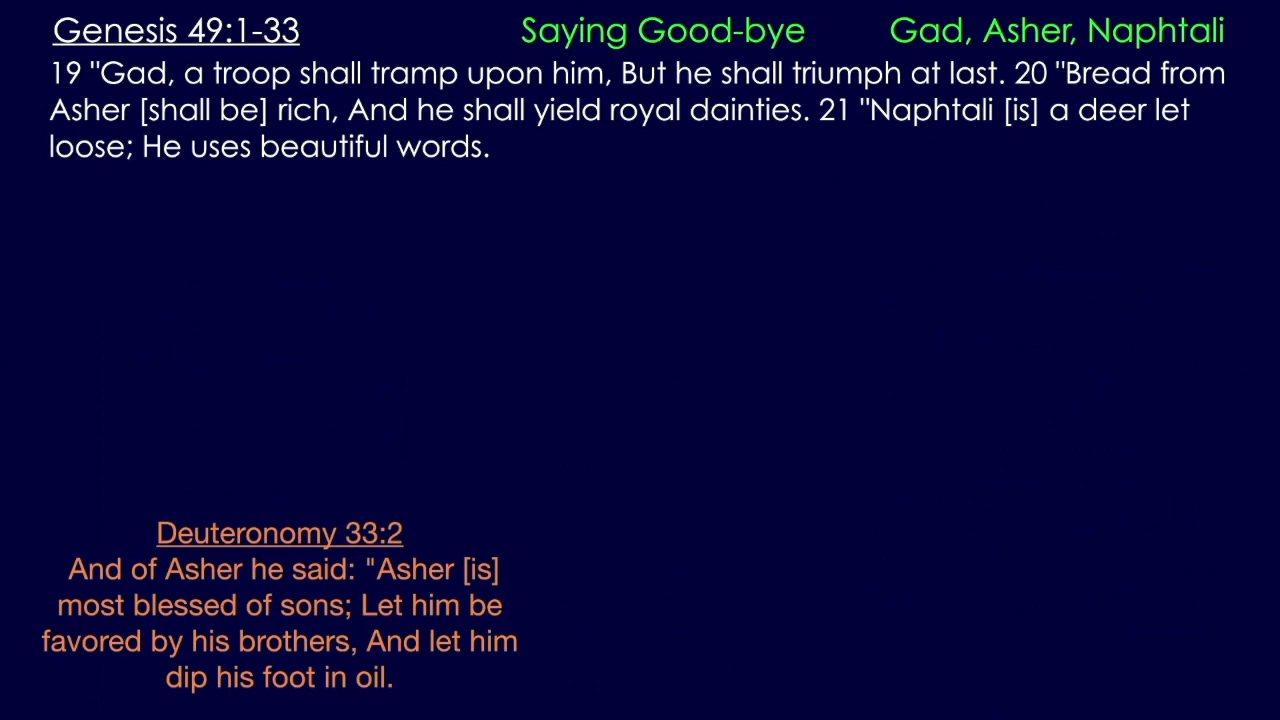 Genesis 49:1-33 Saying Good-bye Gad, Asher, Naphtali
19 "Gad, a troop shall tramp upon him, But he shall triumph at last. 20 "Bread from
Asher [shall be] rich, And he shall yield royal dainties. 21 "Naphtali [is] a deer let
loose; He uses beautiful words.
Deuteronomy 33:2
And of Asher he said: "Asher [is]
most blessed of sons; Let him be
favored by his brothers, And let him
dip his foot in oil.